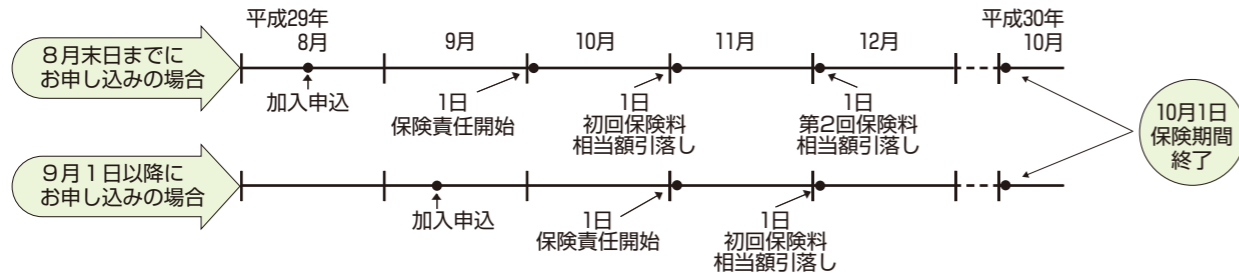 平成29年
8月
9月
10月
11月
12月
平成30年
10月
8月末日までに
お申し込みの場合
加入申込
1日
保険責任開始
1日
初回保険料
相当額引落し
1日
第2回保険料
相当額引落し
10月1日
保険期間
終了
9月1日以降に
お申し込みの場合
加入申込
1日
保険責任開始
1日
初回保険料
相当額引落し